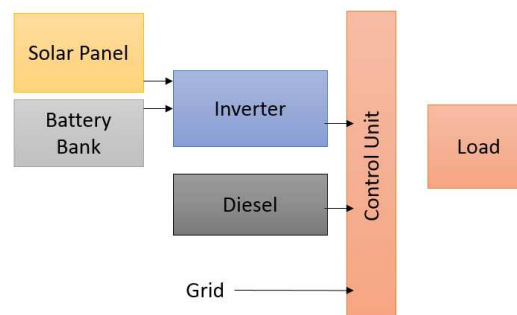 Solar Panel
Battery
Bank
Inverter
Diesel
Grid
Control Unit
Load